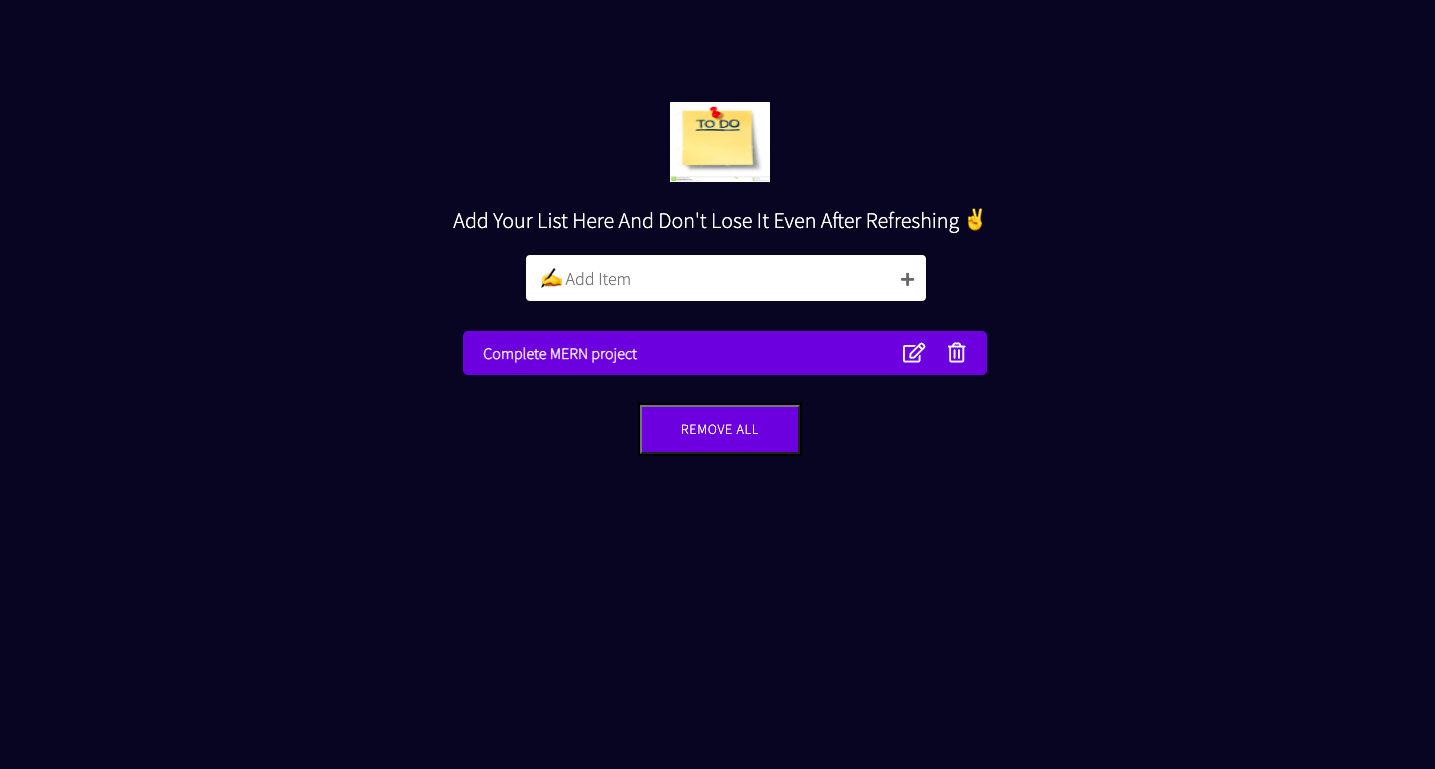 TO DO
Add Your List Here And Don't Lose It Even After Refreshing ✌
✍ Add Item
Complete MERN project
REMOVE ALL